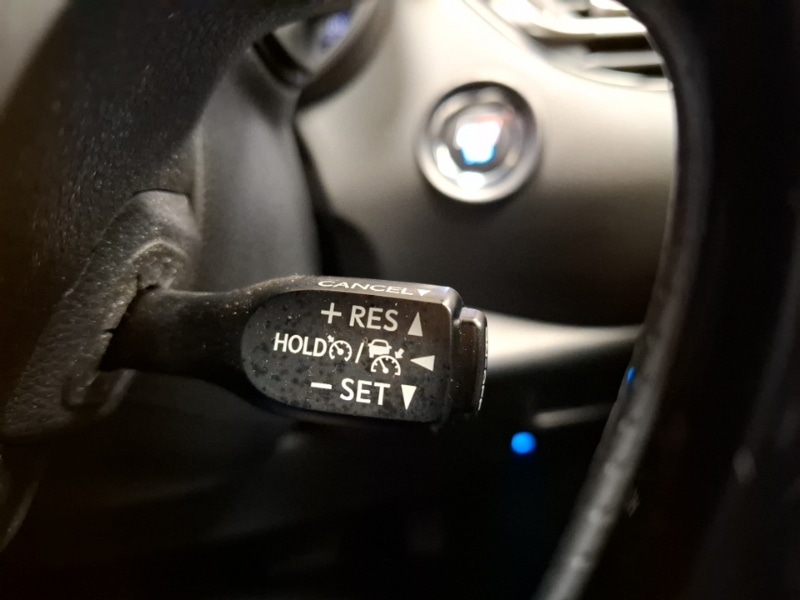 CANCEL
+ RES
HOLD /
− SET